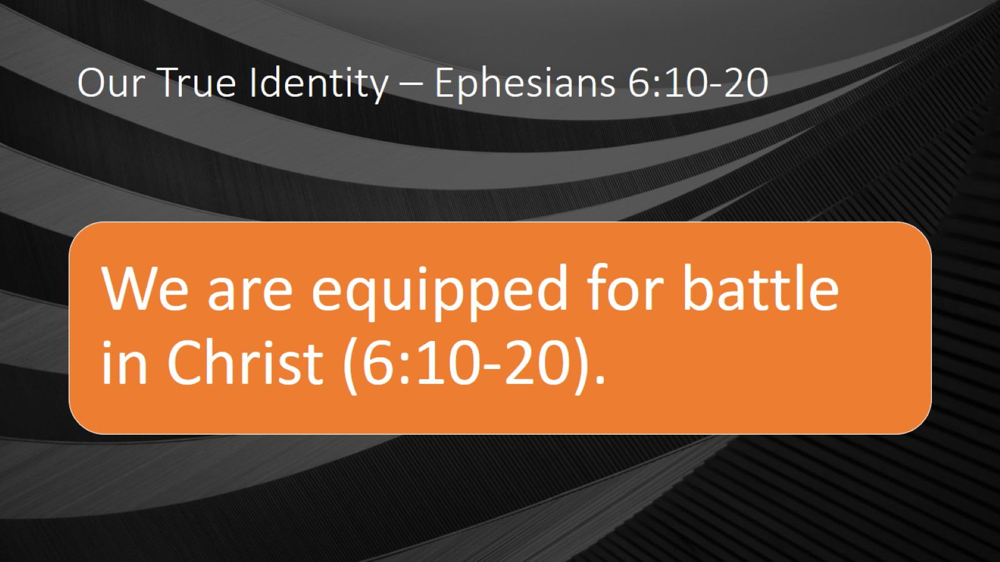 Our True Identity – Ephesians 6:10-20
We are equipped for battle
in Christ (6:10-20).